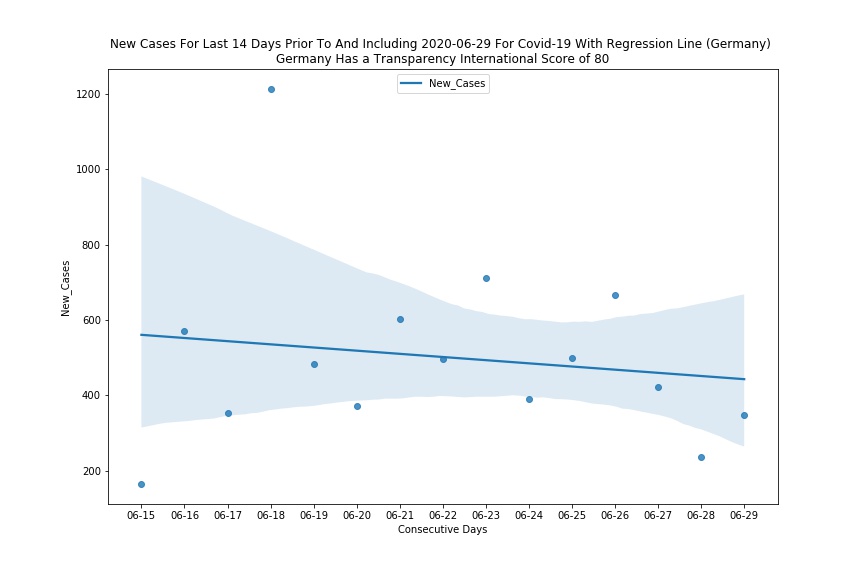 New Cases For Last 14 Days Prior To And Including 2020-06-29 For Covid-19 With Regression Line (Germany)
Germany Has a Transparency International Score of 80
New_Cases
1200
1000
800
600
400
200
New_Cases
06-15 06-16 06-17 06-18 06-19 06-20 06-21 06-22 06-23 06-24 06-25 06-26 06-27 06-28 06-29
Consecutive Days